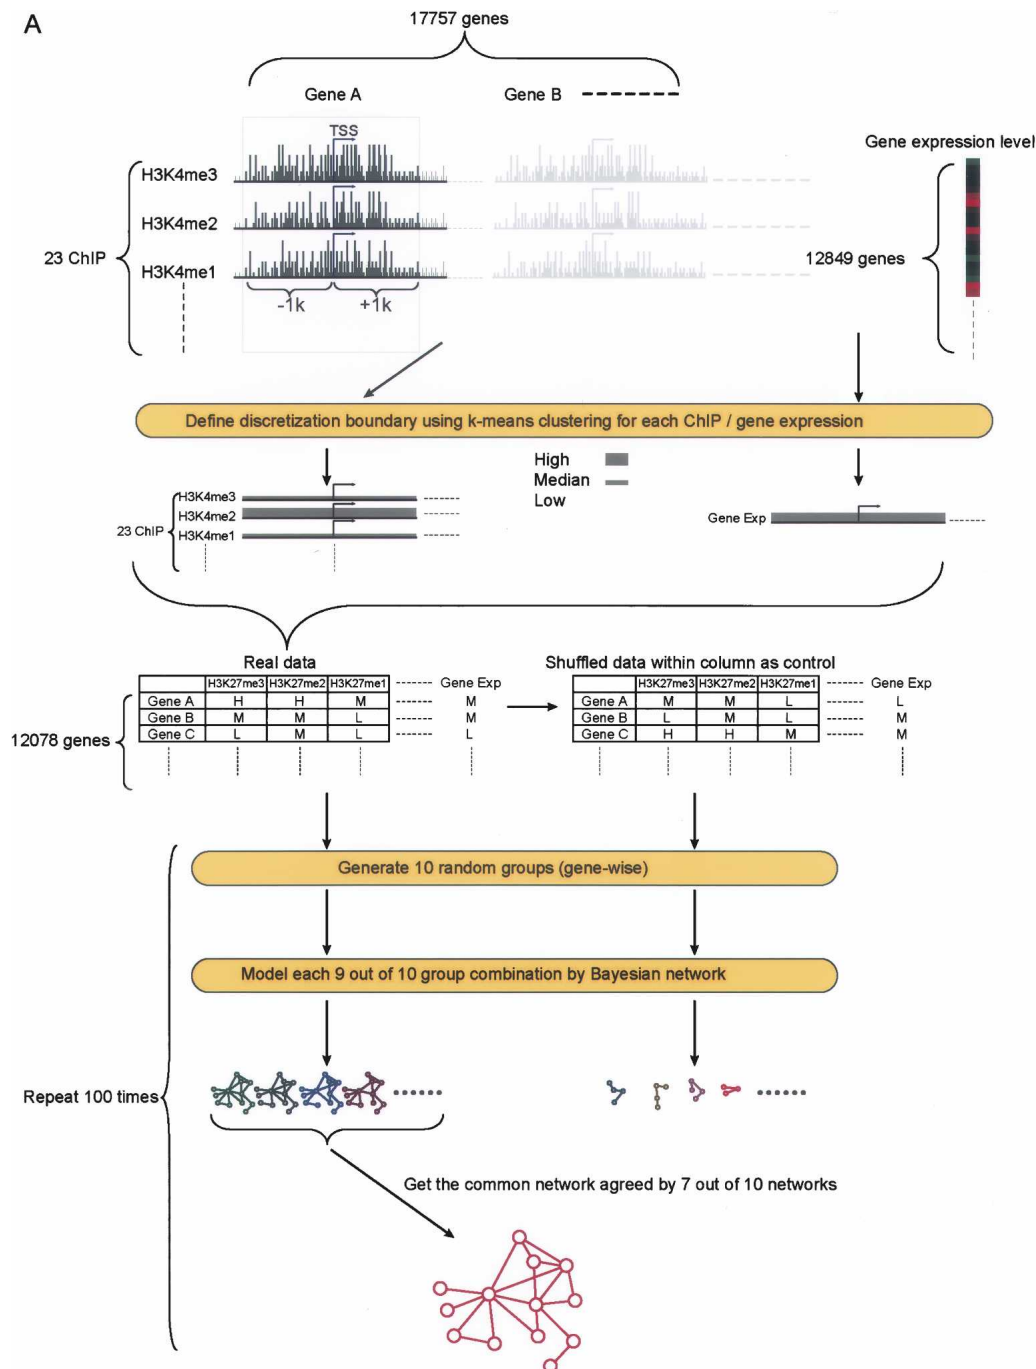 A
17757 genes
Gene A
Gene B
TSS
Gene expression level
H3K4me3
H3K4me2
23 ChIP
H3K4me1
12849 genes
-1k
+1k
Define discretization boundary using k-means clustering for each ChIP / gene expression
High
Median
Low
H3K4me3
H3K4me2
23 ChIP
H3K4me1
Gene Exp
Real data
Shuffled data within column as control
H3K27me3 H3K27me2 H3K27me1 Gene Exp
Gene A H H M M
Gene B M M L M
Gene C L M L L
H3K27me3 H3K27me2 H3K27me1 Gene Exp
Gene A M M L L
Gene B L M L M
Gene C H H M M
12078 genes
Generate 10 random groups (gene-wise)
Model each 9 out of 10 group combination by Bayesian network
Repeat 100 times
Get the common network agreed by 7 out of 10 networks